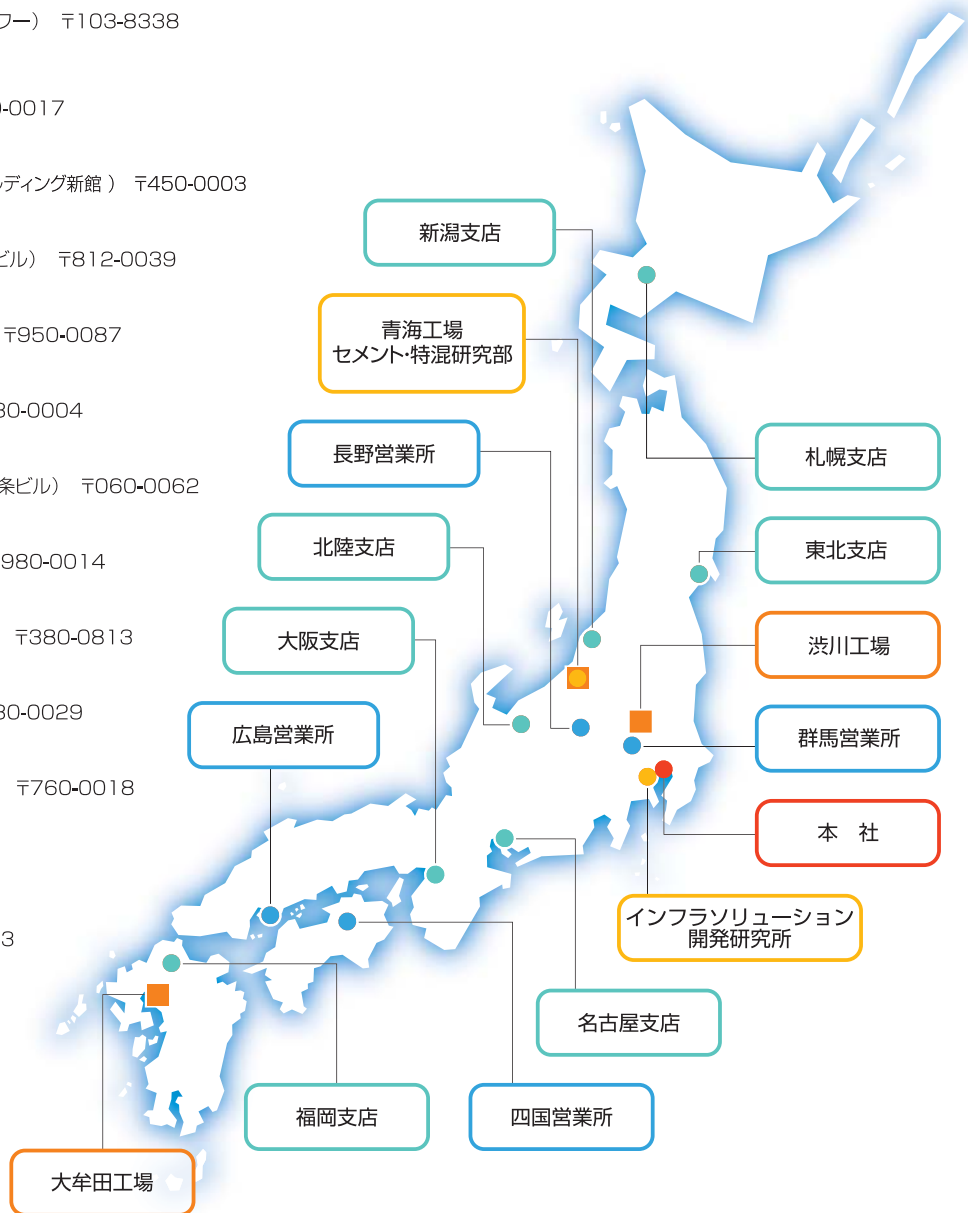 フー） 〒103-8338
-0017
ルディング新館 ） 〒450-0003
ビル） 〒812-0039
〒950-0087
30-0004
条ビル） 〒060-0062
980-0014
〒380-0813
30-0029
〒760-0018
3
新潟支店
青海工場
セメント・特混研究部
長野営業所
北陸支店
大阪支店
広島営業所
札幌支店
東北支店
渋川工場
群馬営業所
本　社
インフラソリューション
開発研究所
名古屋支店
福岡支店
四国営業所
大牟田工場